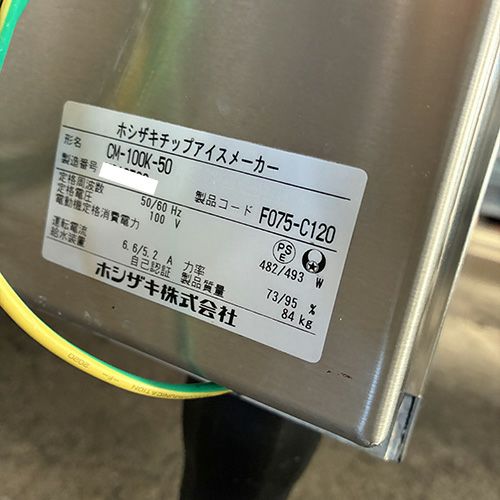 ホシザキチップアイスメーカー
形名 CM-100K-50
製造番号
製品コード F075-C120
定格周波数 50/60 Hz
定格電圧 100 V
電動機定格消費電力 482/493 W
PS
E
運転電流 6.6/5.2 A 力率 73/95 %
給水装置 自己認証 製品質量 84 kg
ホシザキ株式会社
2020